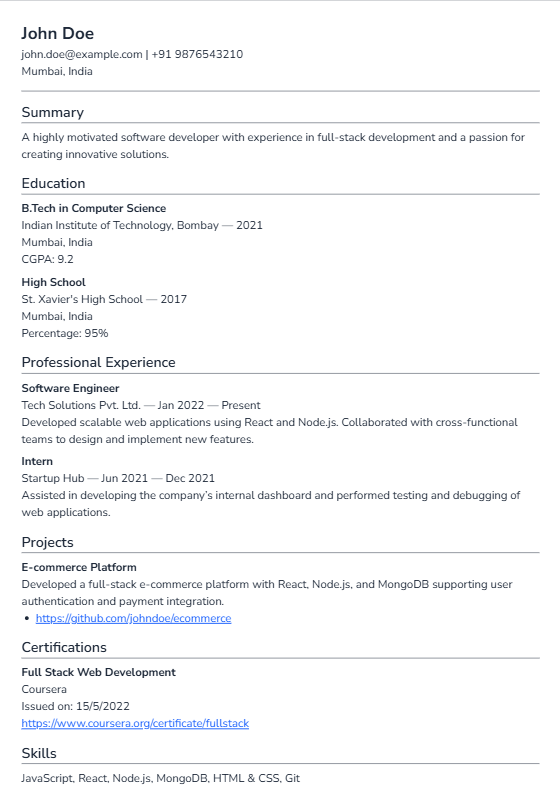 John Doe
john.doe@example.com | +91 9876543210
Mumbai, India
Summary
A highly motivated software developer with experience in full-stack development and a passion for
creating innovative solutions.
Education
B.Tech in Computer Science
Indian Institute of Technology, Bombay — 2021
Mumbai, India
CGPA: 9.2
High School
St. Xavier's High School — 2017
Mumbai, India
Percentage: 95%
Professional Experience
Software Engineer
Tech Solutions Pvt. Ltd. — Jan 2022 — Present
Developed scalable web applications using React and Node.js. Collaborated with cross-functional
teams to design and implement new features.
Intern
Startup Hub — Jun 2021 — Dec 2021
Assisted in developing the company’s internal dashboard and performed testing and debugging of
web applications.
Projects
E-commerce Platform
Developed a full-stack e-commerce platform with React, Node.js, and MongoDB supporting user
authentication and payment integration.
• https://github.com/johndoe/ecommerce
Certifications
Full Stack Web Development
Coursera
Issued on: 15/5/2022
https://www.coursera.org/certificate/fullstack
Skills
JavaScript, React, Node.js, MongoDB, HTML & CSS, Git